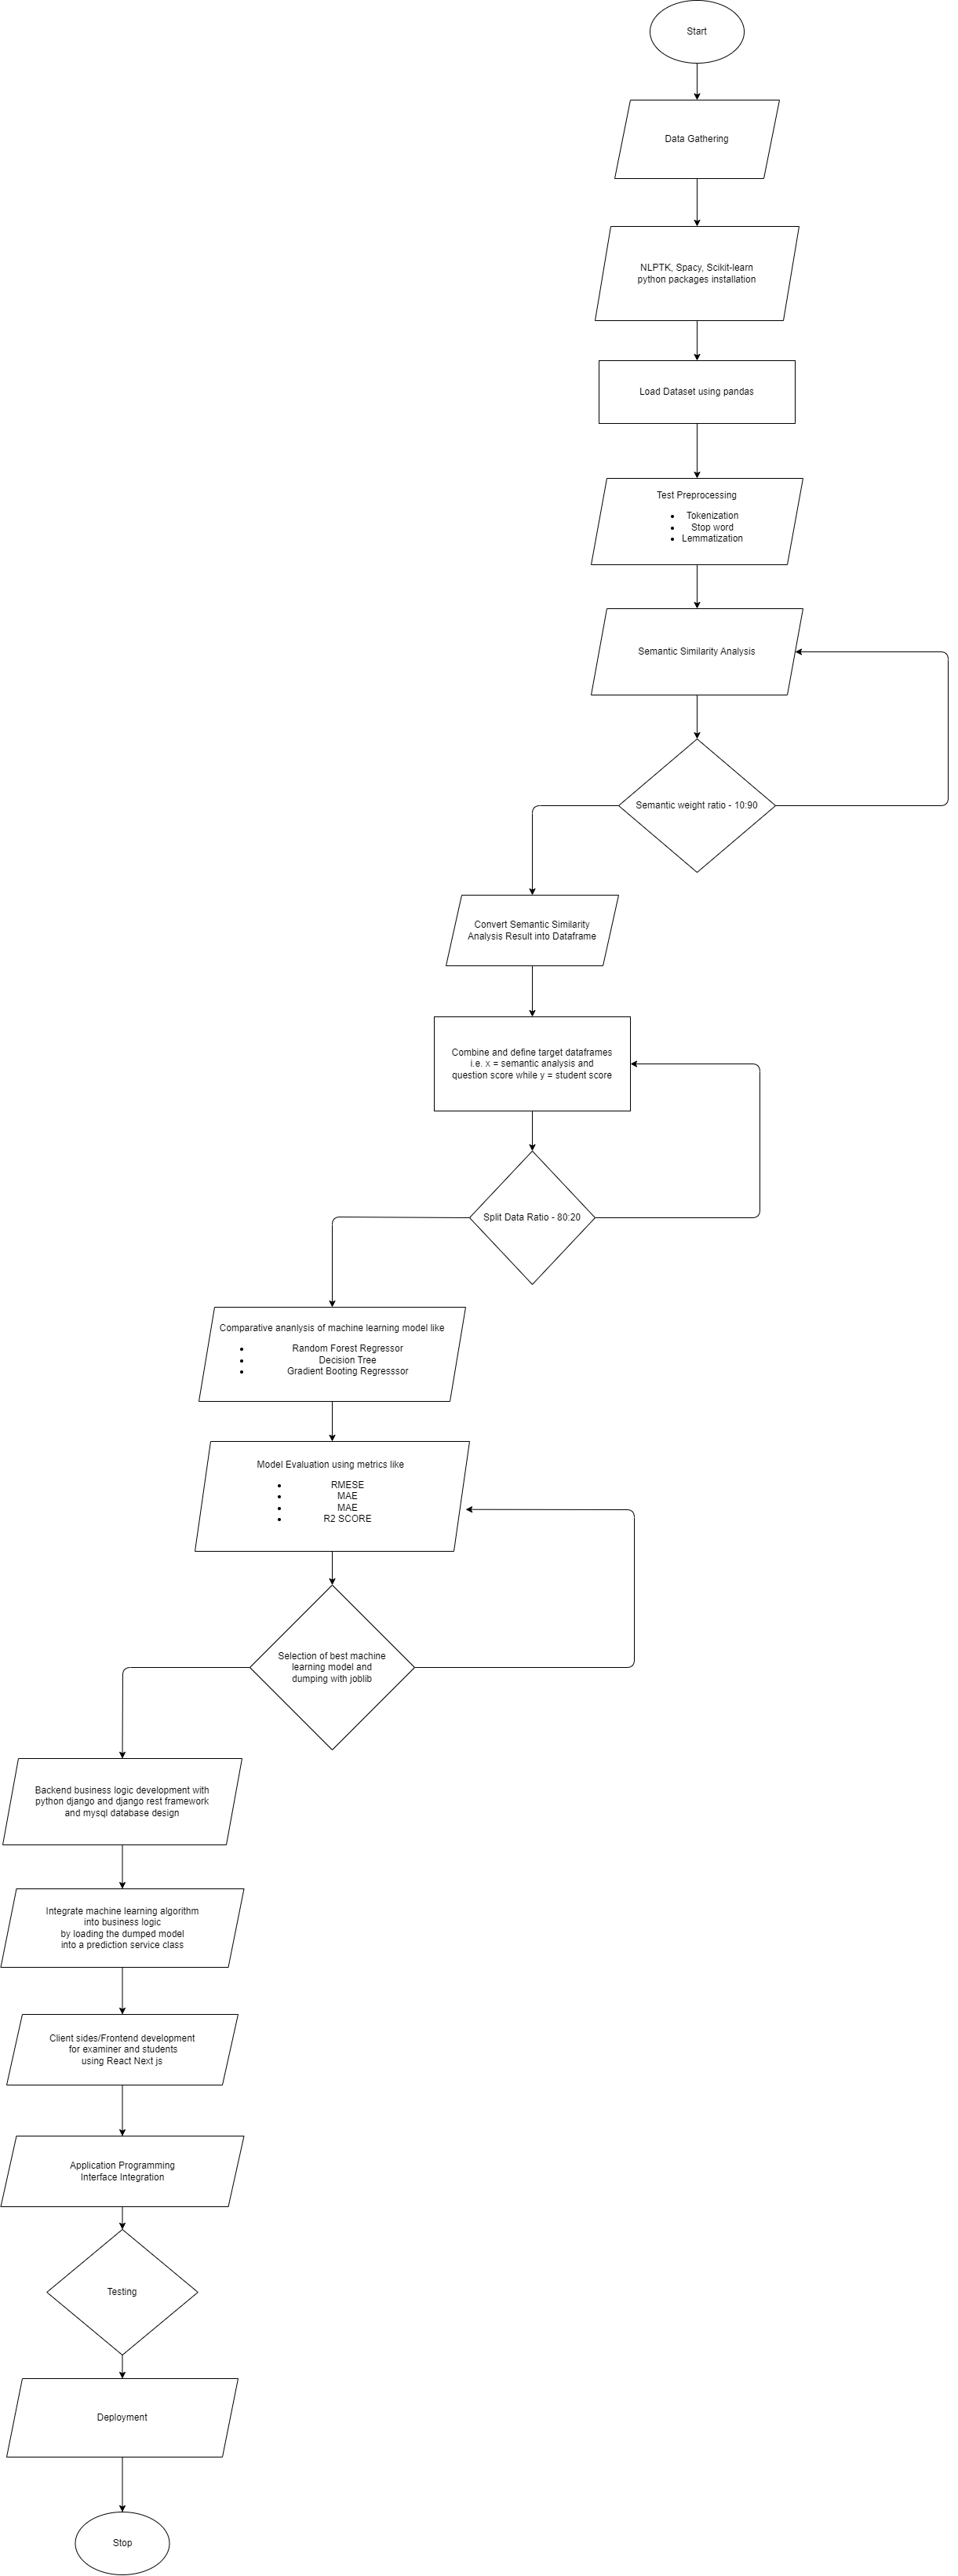 Start
Data Gathering
NLPTK, Spacy, Scikit-learn
python packages installation
Load Dataset using pandas
Test Preprocessing
Tokenization
Stop word
Lemmatization
Semantic Similarity Analysis
Semantic weight ratio - 10:90
Convert Semantic Similarity
Analysis Result into Dataframe
Combine and define target dataframes
i.e. x = semantic analysis and
question score while y = student score
Split Data Ratio - 80:20
Comparative ananlysis of machine learning model like
Random Forest Regressor
Decision Tree
Gradient Booting Regresssor
Model Evaluation using metrics like
RMESE
MAE
MAE
R2 SCORE
Selection of best machine
learning model and
dumping with joblib
Backend business logic development with
python django and django rest framework
and mysql database design
Integrate machine learning algorithm
into business logic
by loading the dumped model
into a prediction service class
Client sides/Frontend development
for examiner and students
using React Next js
Application Programming
Interface Integration
Testing
Deployment
Stop